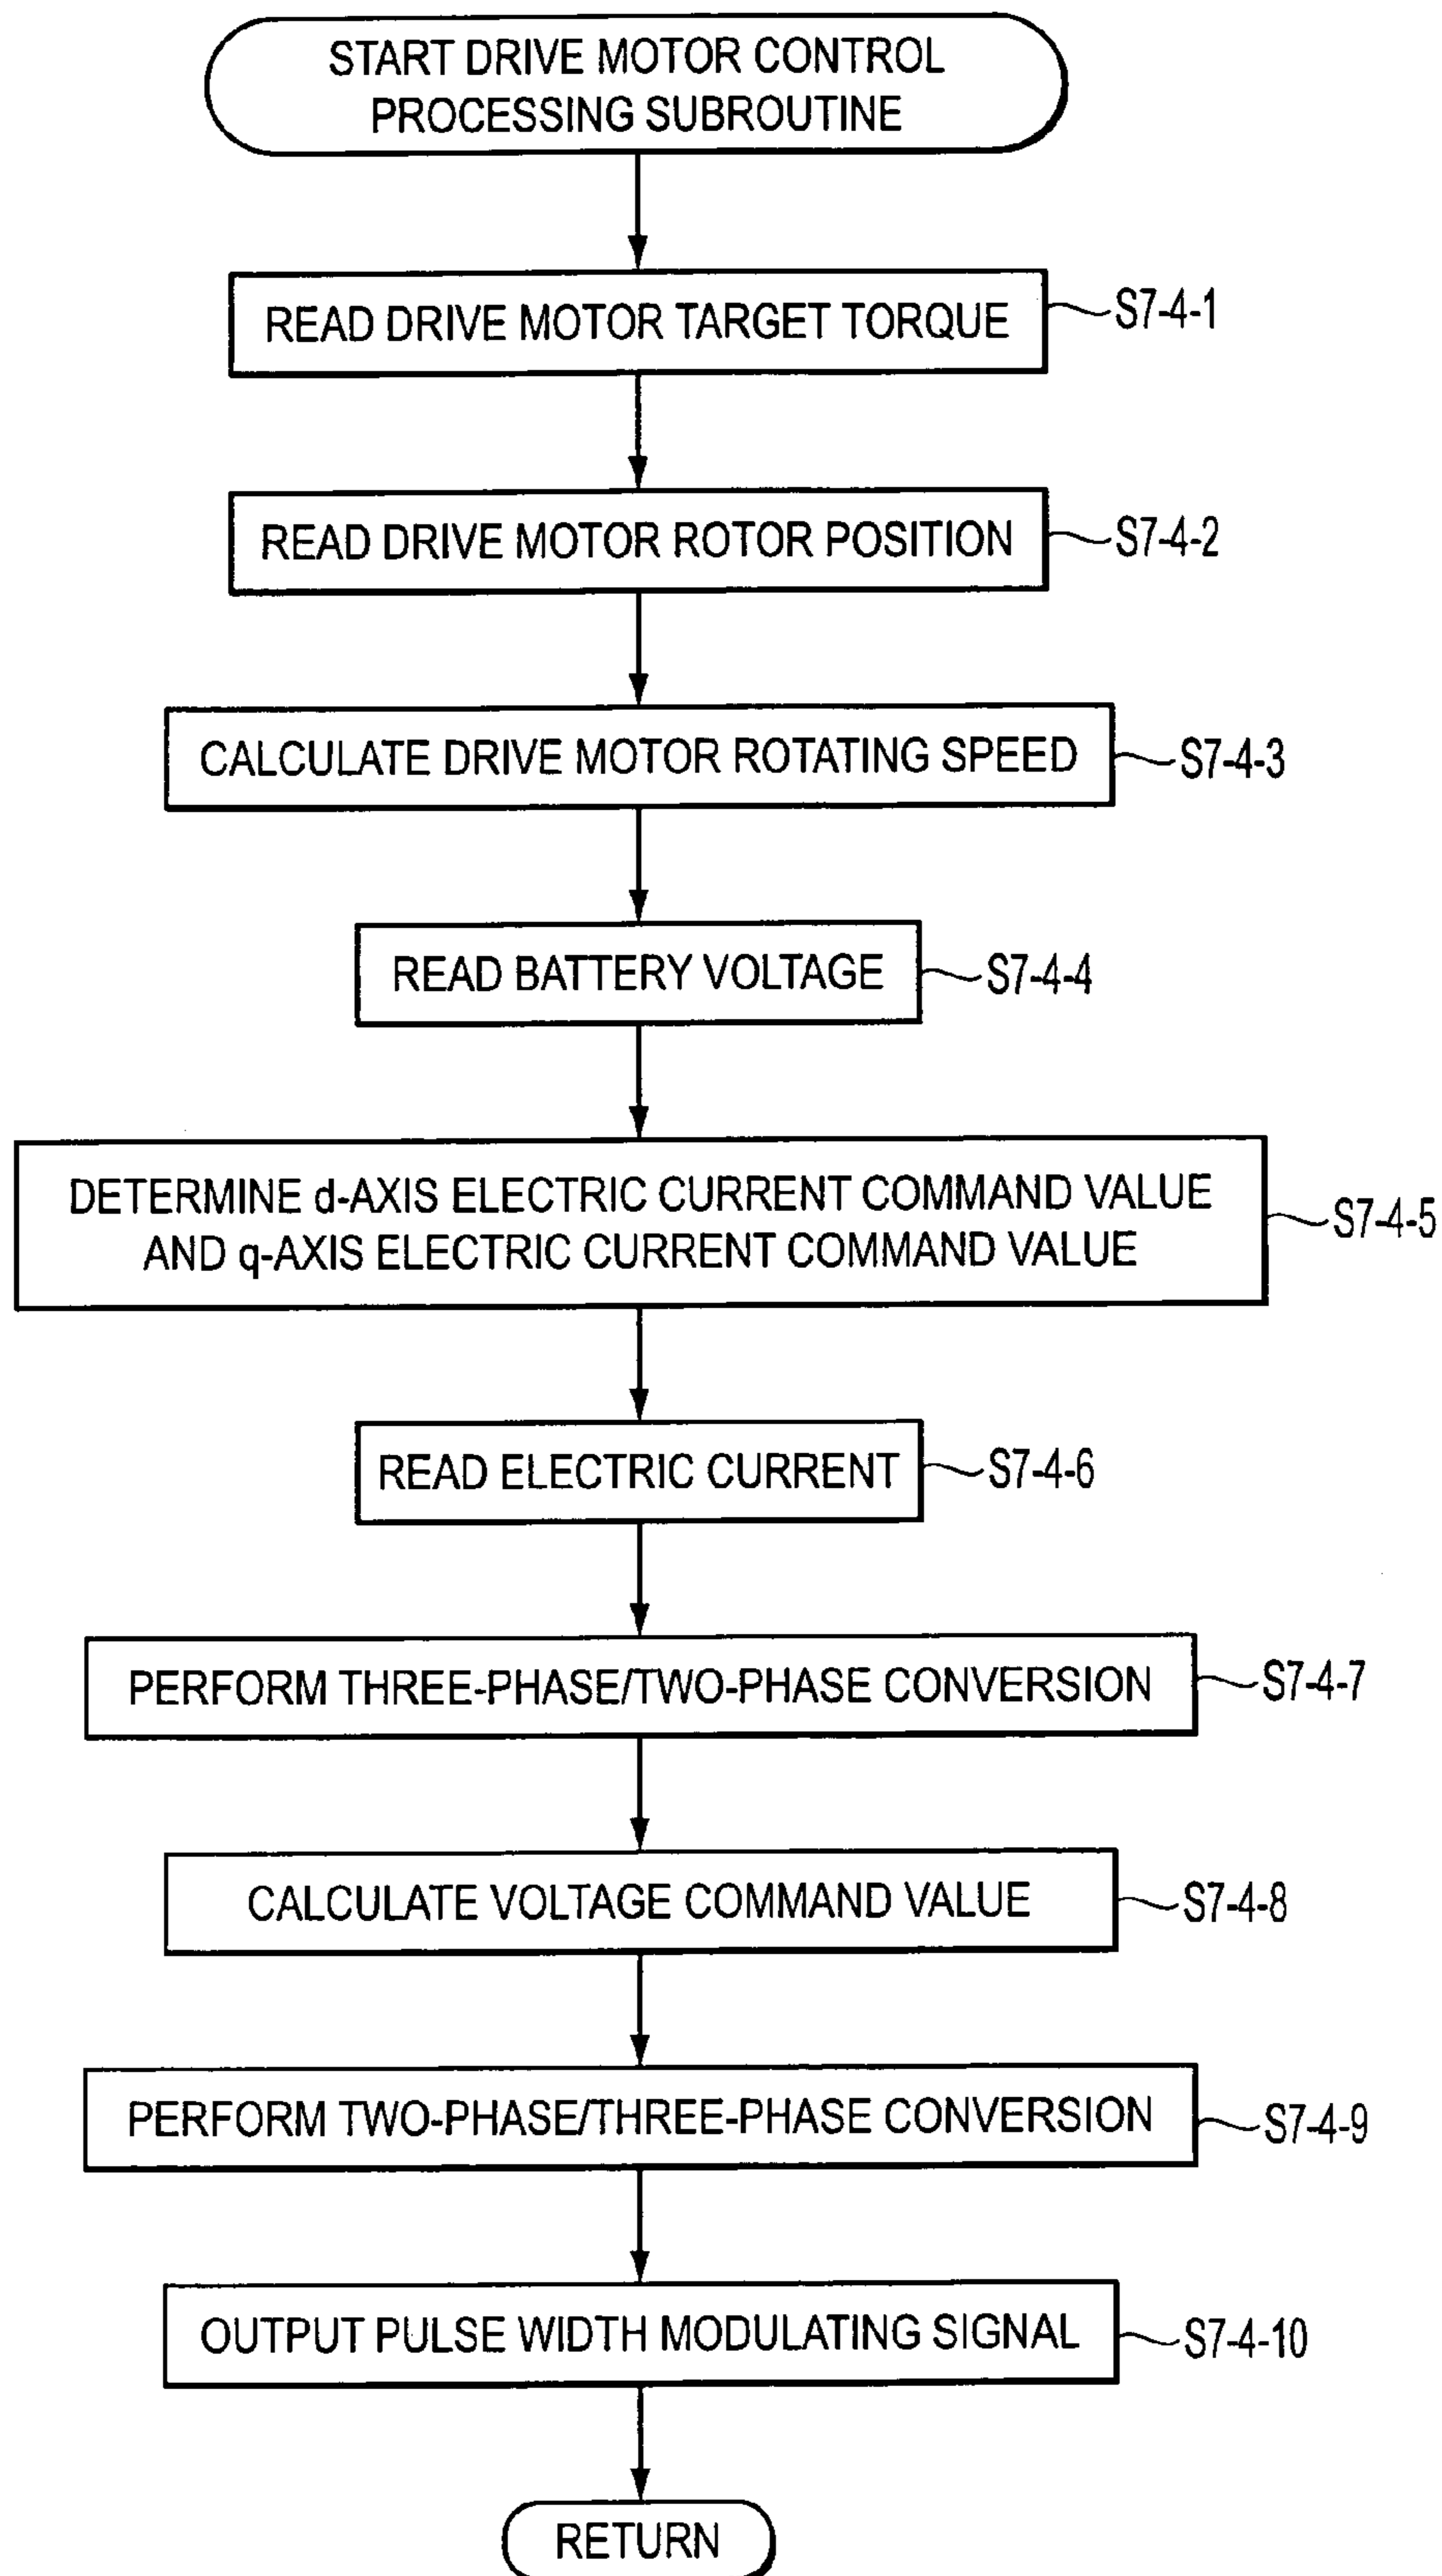 START DRIVE MOTOR CONTROL
PROCESSING SUBROUTINE
READ DRIVE MOTOR TARGET TORQUE
S7-4-1
READ DRIVE MOTOR ROTOR POSITION
S7-4-2
CALCULATE DRIVE MOTOR ROTATING SPEED
S7-4-3
READ BATTERY VOLTAGE
S7-4-4
DETERMINE d-AXIS ELECTRIC CURRENT COMMAND VALUE
AND q-AXIS ELECTRIC CURRENT COMMAND VALUE
S7-4-5
READ ELECTRIC CURRENT
S7-4-6
PERFORM THREE-PHASE/TWO-PHASE CONVERSION
S7-4-7
CALCULATE VOLTAGE COMMAND VALUE
S7-4-8
PERFORM TWO-PHASE/THREE-PHASE CONVERSION
S7-4-9
OUTPUT PULSE WIDTH MODULATING SIGNAL
S7-4-10
RETURN